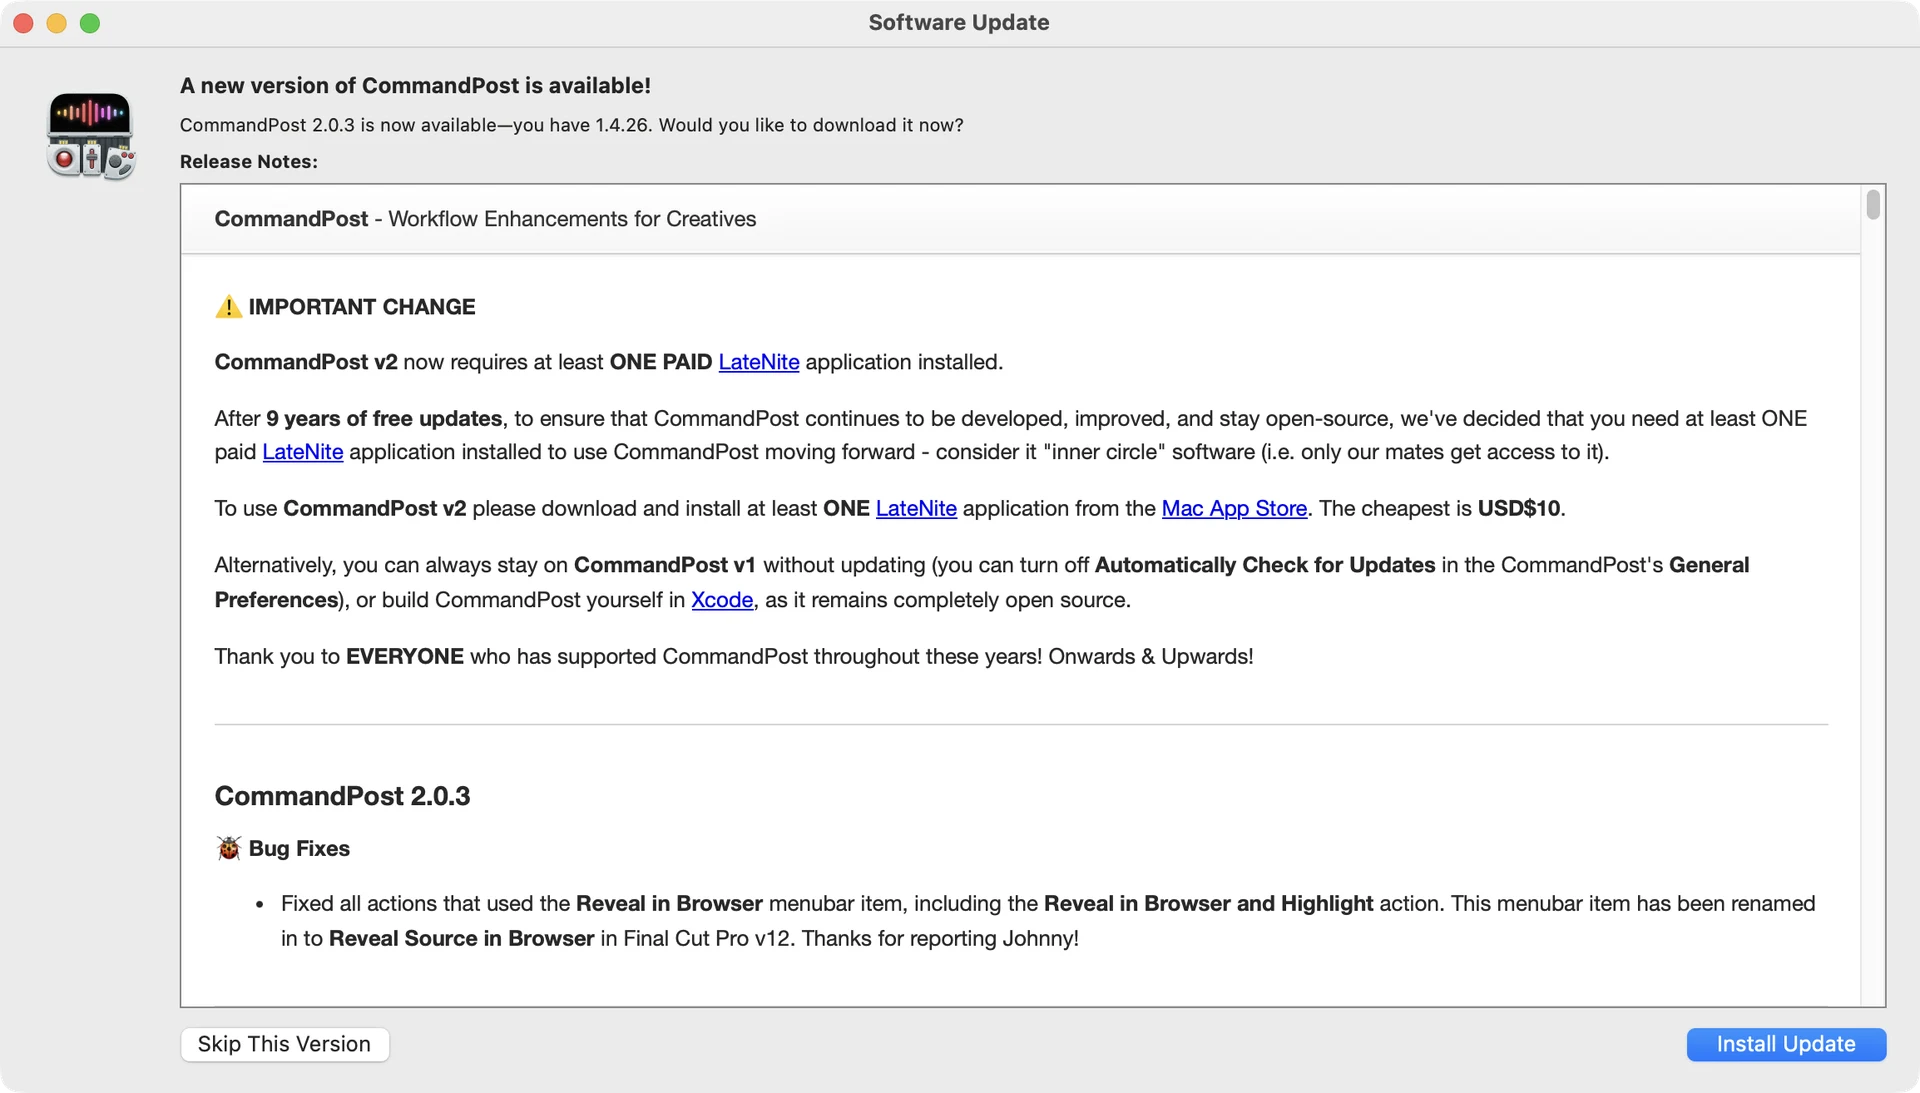 Software Update
A new version of CommandPost is available!
CommandPost 2.0.3 is now available—you have 1.4.26. Would you like to download it now?
Release Notes:
CommandPost - Workflow Enhancements for Creatives
⚠️ IMPORTANT CHANGE
CommandPost v2 now requires at least ONE PAID LateNite application installed.
After 9 years of free updates, to ensure that CommandPost continues to be developed, improved, and stay open-source, we've decided that you need at least ONE
paid LateNite application installed to use CommandPost moving forward - consider it "inner circle" software (i.e. only our mates get access to it).
To use CommandPost v2 please download and install at least ONE LateNite application from the Mac App Store. The cheapest is USD$10.
Alternatively, you can always stay on CommandPost v1 without updating (you can turn off Automatically Check for Updates in the CommandPost's General
Preferences), or build CommandPost yourself in Xcode, as it remains completely open source.
Thank you to EVERYONE who has supported CommandPost throughout these years! Onwards & Upwards!
CommandPost 2.0.3
🐞 Bug Fixes
• Fixed all actions that used the Reveal in Browser menubar item, including the Reveal in Browser and Highlight action. This menubar item has been renamed
in to Reveal Source in Browser in Final Cut Pro v12. Thanks for reporting Johnny!
Skip This Version
Install Update